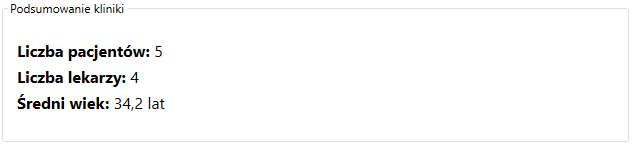 Podsumowanie kliniki
Liczba pacjentów: 5
Liczba lekarzy: 4
Średni wiek: 34,2 lat